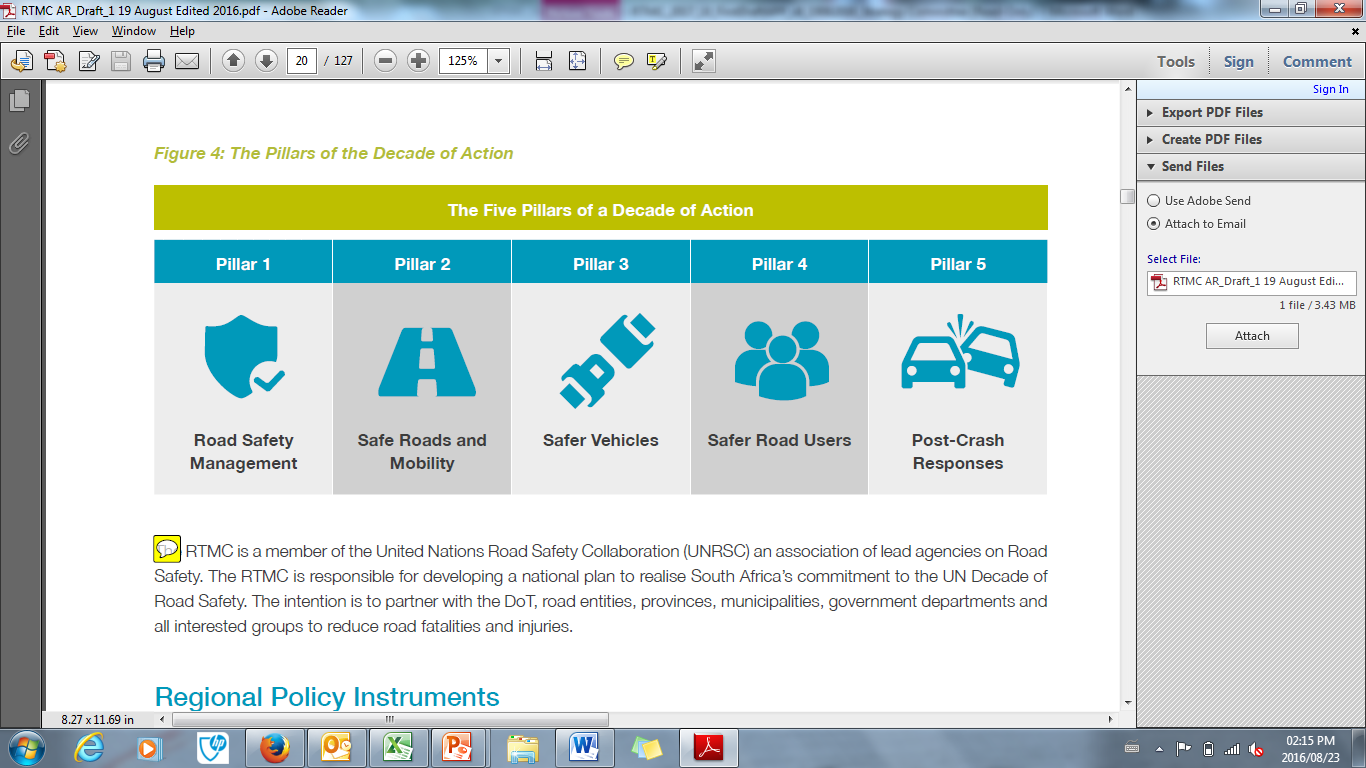 RTMC AR_Draft_1 19 August Edited 2016.pdf - Adobe Reader
File Edit View Window Help
20 / 127 125% Tools Sign Comment
Sign In
Export PDF Files
Create PDF Files
Send Files
Use Adobe Send
Attach to Email
Select File:
RTMC AR_Draft_1 19 August Edi...
1 file / 3.43 MB
Attach
Figure 4: The Pillars of the Decade of Action
The Five Pillars of a Decade of Action
Pillar 1 Pillar 2 Pillar 3 Pillar 4 Pillar 5
Road Safety Safe Roads and Safer Vehicles Safer Road Users Post-Crash
Management Mobility Responses
RTMC is a member of the United Nations Road Safety Collaboration (UNRSC) an association of lead agencies on Road
Safety. The RTMC is responsible for developing a national plan to realise South Africa's commitment to the UN Decade of
Road Safety. The intention is to partner with the DoT, road entities, provinces, municipalities, government departments and
all interested groups to reduce road fatalities and injuries.
Regional Policy Instruments
8.27 x 11.69 in
02:15 PM
2016/08/23